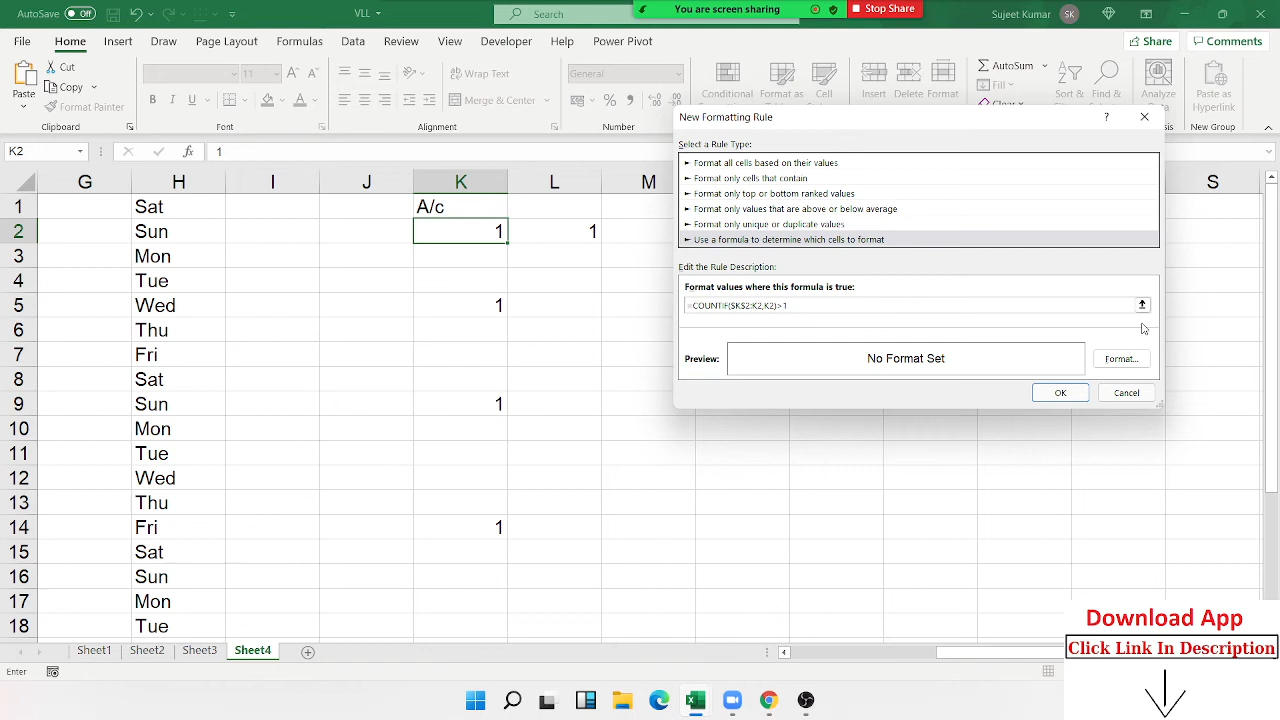 AutoSave Off VLL Search You are screen sharing Stop Share Sujeet Kumar SK
File Home Insert Draw Page Layout Formulas Data Review View Developer Help Power Pivot Share Comments
Paste Cut Copy Format Painter
11 Wrap Text Merge & Center General
Conditional Format as Cell Insert Delete Format AutoSum Fill Clear Sort & Find & Analyze Paste as
Hyperlink
Clipboard Font Alignment Number New Group
K2 fx 1
G H I J K L M S
1 Sat A/c
2 Sun 1 1
3 Mon
4 Tue
5 Wed 1
6 Thu
7 Fri
8 Sat
9 Sun 1
10 Mon
11 Tue
12 Wed
13 Thu
14 Fri 1
15 Sat
16 Sun
17 Mon
18 Tue
New Formatting Rule ?
Select a Rule Type:
► Format all cells based on their values
► Format only cells that contain
► Format only top or bottom ranked values
► Format only values that are above or below average
► Format only unique or duplicate values
► Use a formula to determine which cells to format
Edit the Rule Description:
Format values where this formula is true:
=COUNTIF($K$2:K2,K2)>1
Preview: No Format Set Format...
OK Cancel
Sheet1 Sheet2 Sheet3 Sheet4
Enter
Download App
Click Link In Description